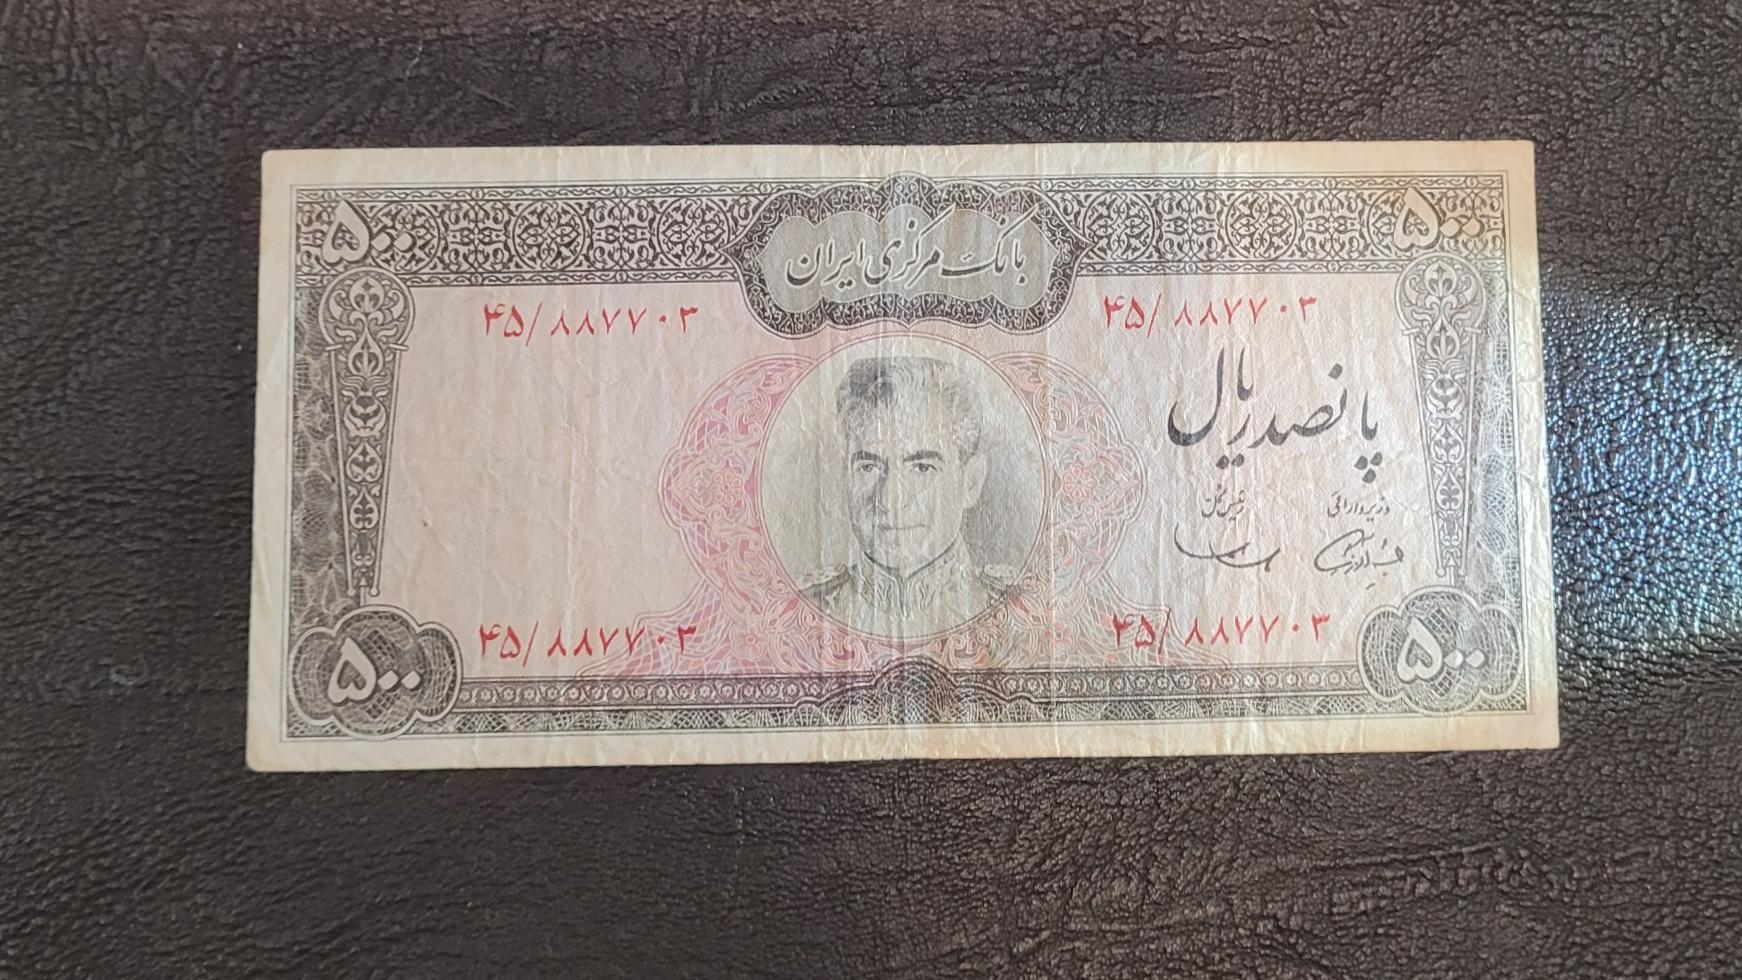 ۵۰۰ بانک مرکزی ایران ۵۰۰
۴۵/۸۸۷۷۰۳ ۴۵/۸۸۷۷۰۳
پانصد ریال
وزیر دارائی رئیس کل
۴۵/۸۸۷۷۰۳ ۴۵/۸۸۷۷۰۳
۵۰۰ ۵۰۰